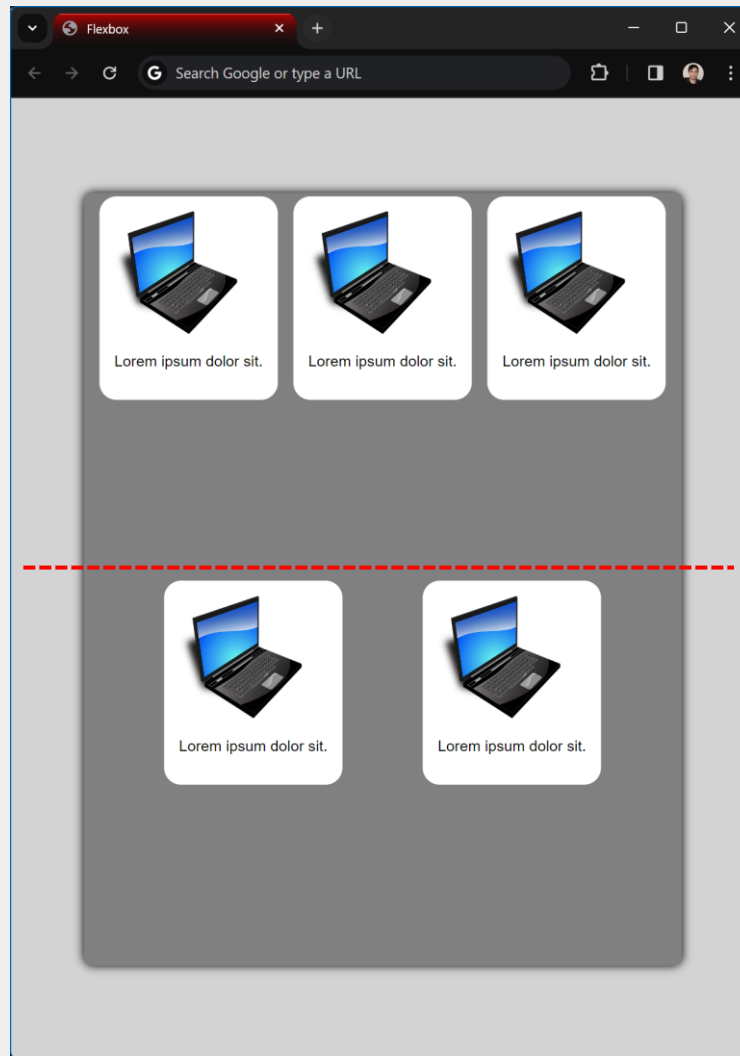 Flexbox
G Search Google or type a URL
Lorem ipsum dolor sit. Lorem ipsum dolor sit. Lorem ipsum dolor sit.
Lorem ipsum dolor sit. Lorem ipsum dolor sit.